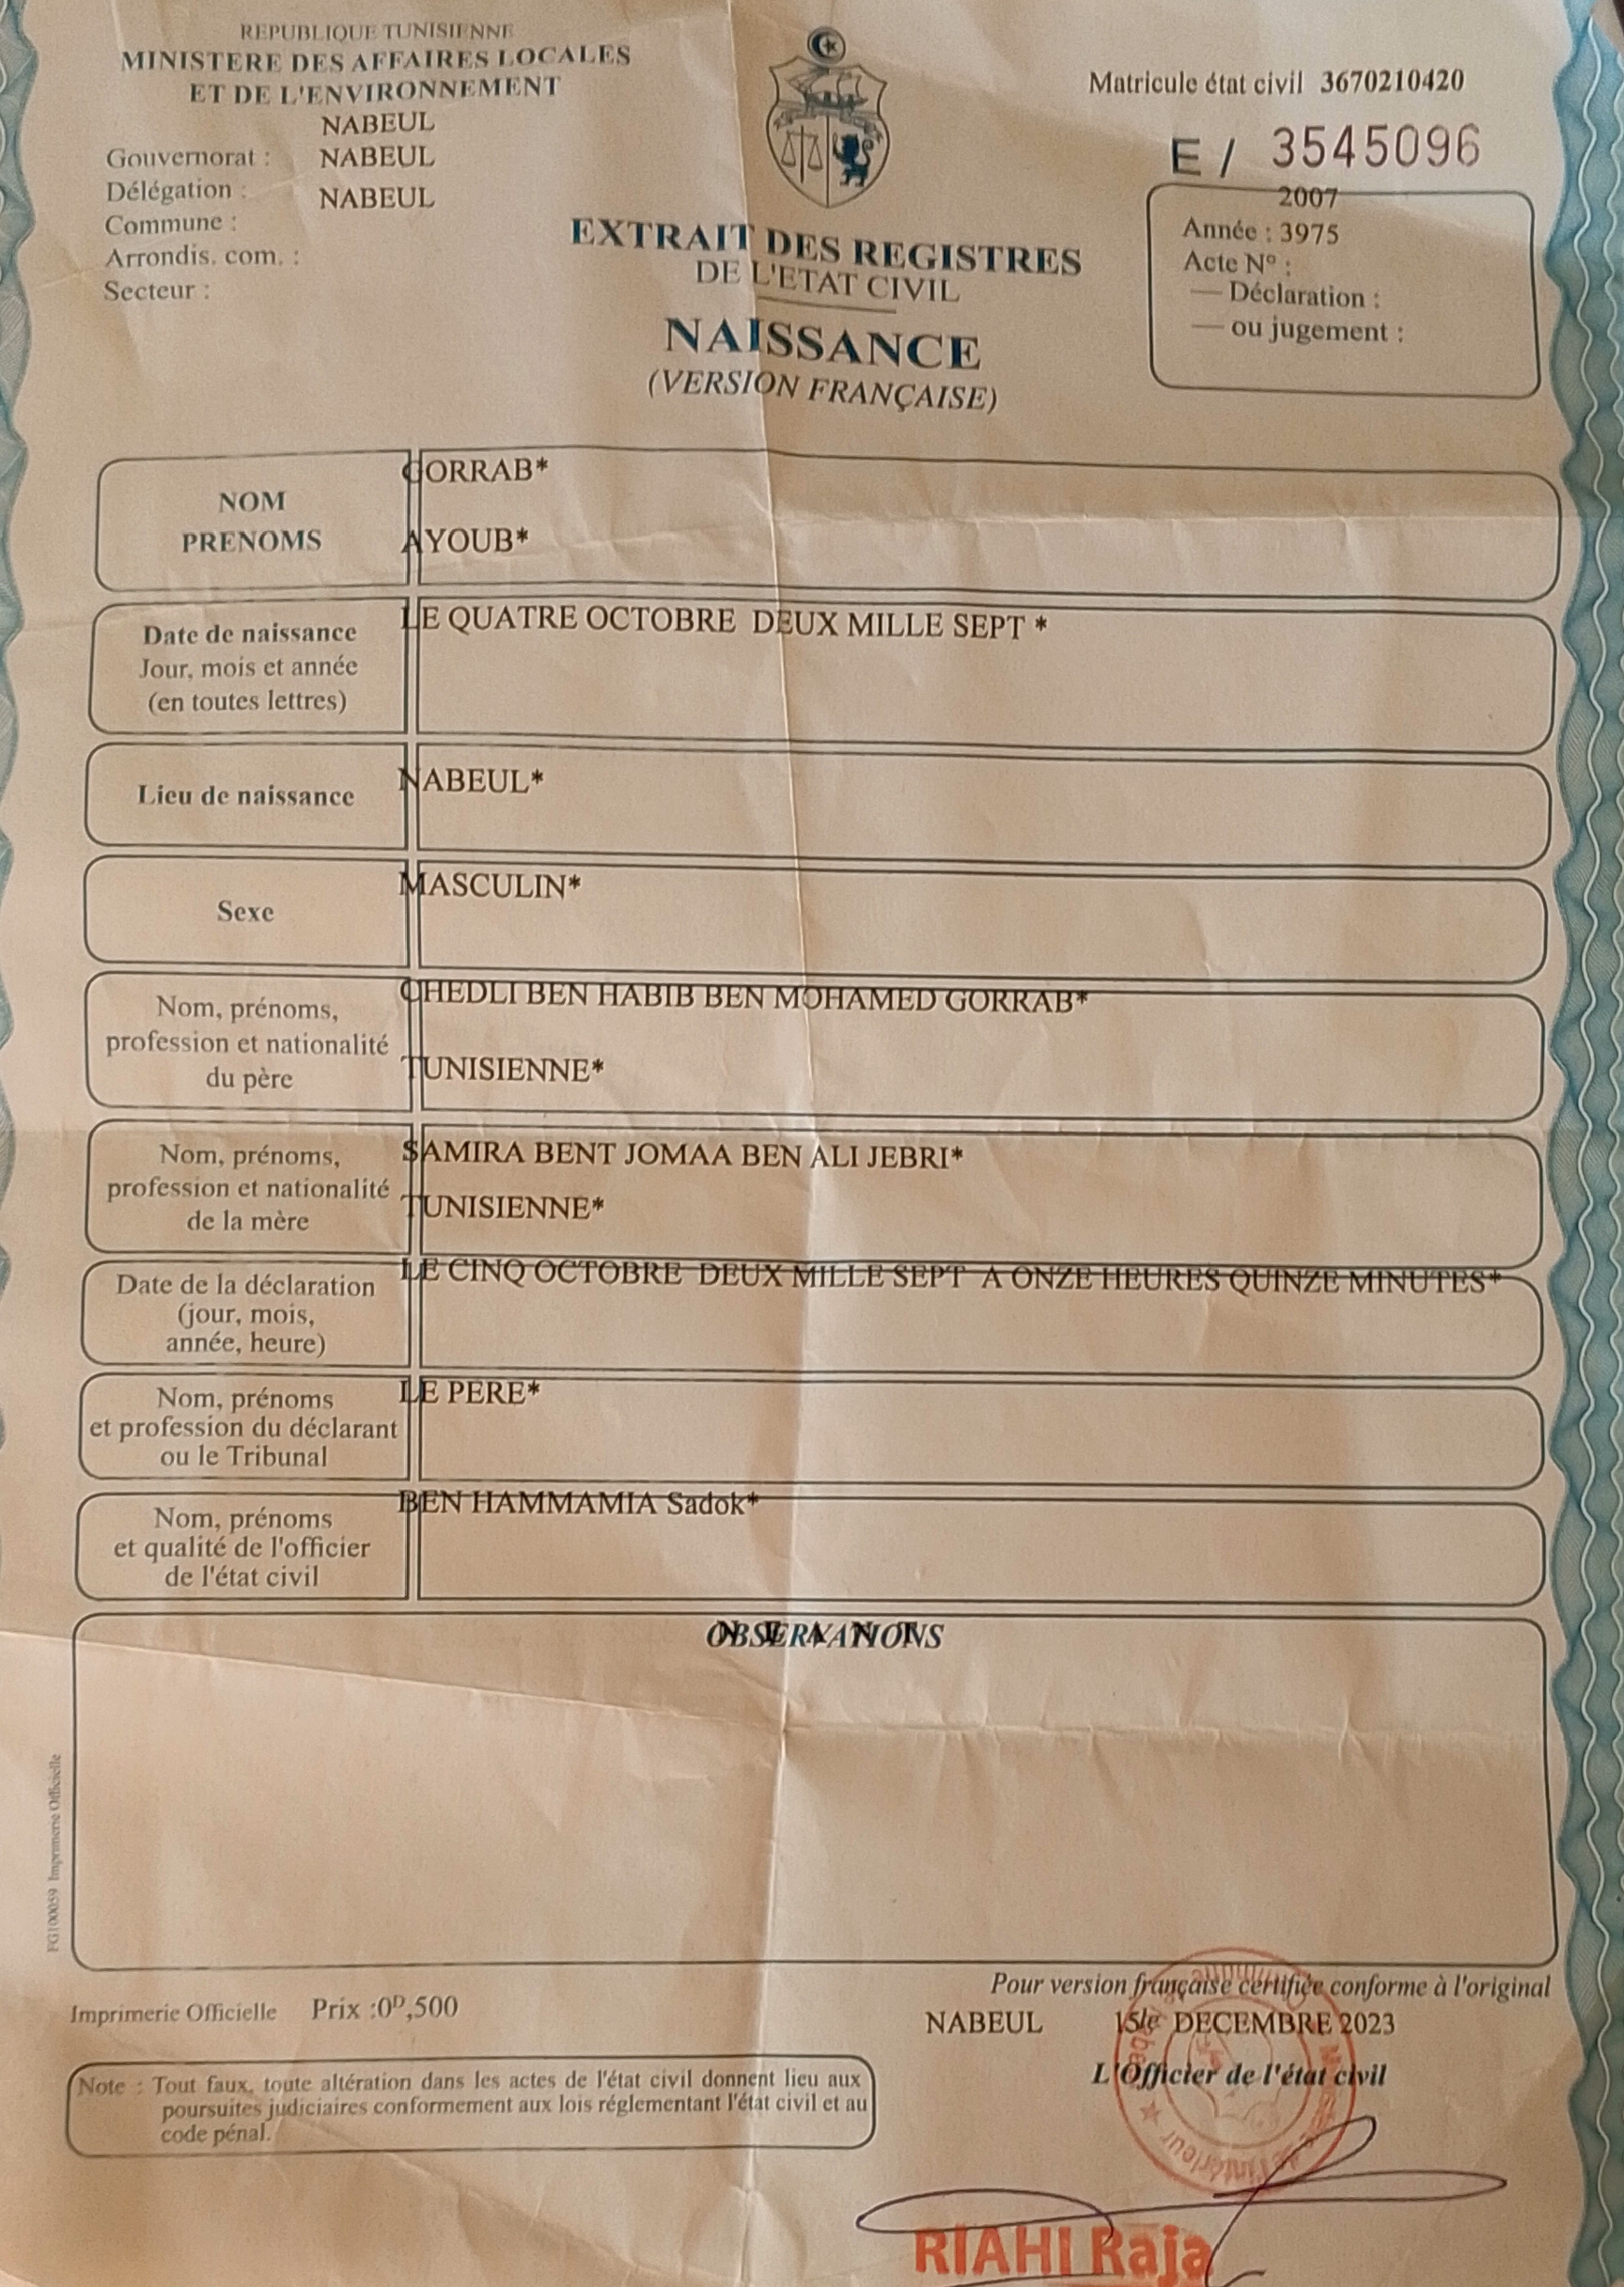 REPUBLIQUE TUNISIENNE
MINISTERE DES AFFAIRES LOCALES
ET DE L'ENVIRONNEMENT
NABEUL
Gouvernorat : NABEUL
Délégation : NABEUL
Commune :
Arrondis. com. :
Secteur :
Matricule état civil 3670210420
E / 3545096
2007
Année : 3975
Acte N° :
— Déclaration :
— ou jugement :
EXTRAIT DES REGISTRES
DE L'ETAT CIVIL
NAISSANCE
(VERSION FRANÇAISE)
NOM
PRENOMS
GORRAB*
AYOUB*
Date de naissance
Jour, mois et année
(en toutes lettres)
LE QUATRE OCTOBRE DEUX MILLE SEPT *
Lieu de naissance
NABEUL*
Sexe
MASCULIN*
Nom, prénoms,
profession et nationalité
du père
CHEDLI BEN HABIB BEN MOHAMED GORRAB*
TUNISIENNE*
Nom, prénoms,
profession et nationalité
de la mère
SAMIRA BENT JOMAA BEN ALI JEBRI*
TUNISIENNE*
Date de la déclaration
(jour, mois,
année, heure)
LE CINQ OCTOBRE DEUX MILLE SEPT A ONZE HEURES QUINZE MINUTES*
Nom, prénoms
et profession du déclarant
ou le Tribunal
LE PERE*
Nom, prénoms
et qualité de l'officier
de l'état civil
BEN HAMMAMIA Sadok*
OBSERVATIONS
N E A N T
FG100059 Imprimerie Officielle
Imprimerie Officielle Prix :0ᴰ,500
Note : Tout faux, toute altération dans les actes de l'état civil donnent lieu aux
poursuites judiciaires conformement aux lois réglementant l'état civil et au
code pénal.
Pour version française certifiée conforme à l'original
NABEUL 15le DECEMBRE 2023
L'Officier de l'état civil
RIAHI Raja